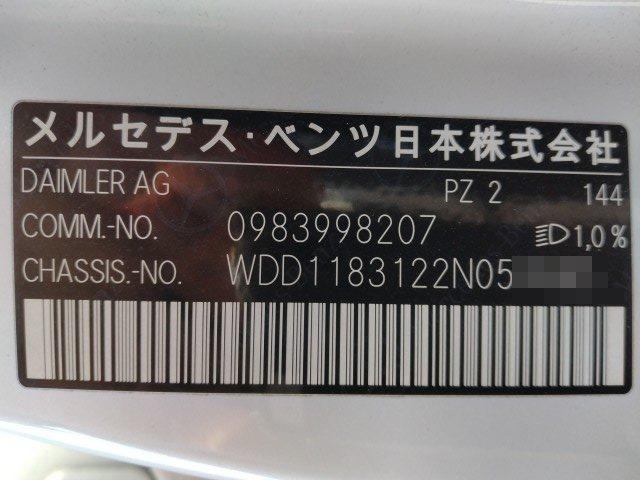 メルセデス・ベンツ日本株式会社
DAIMLER AG PZ 2 144
COMM.-NO. 0983998207 1,0%
CHASSIS.-NO. WDD1183122N05